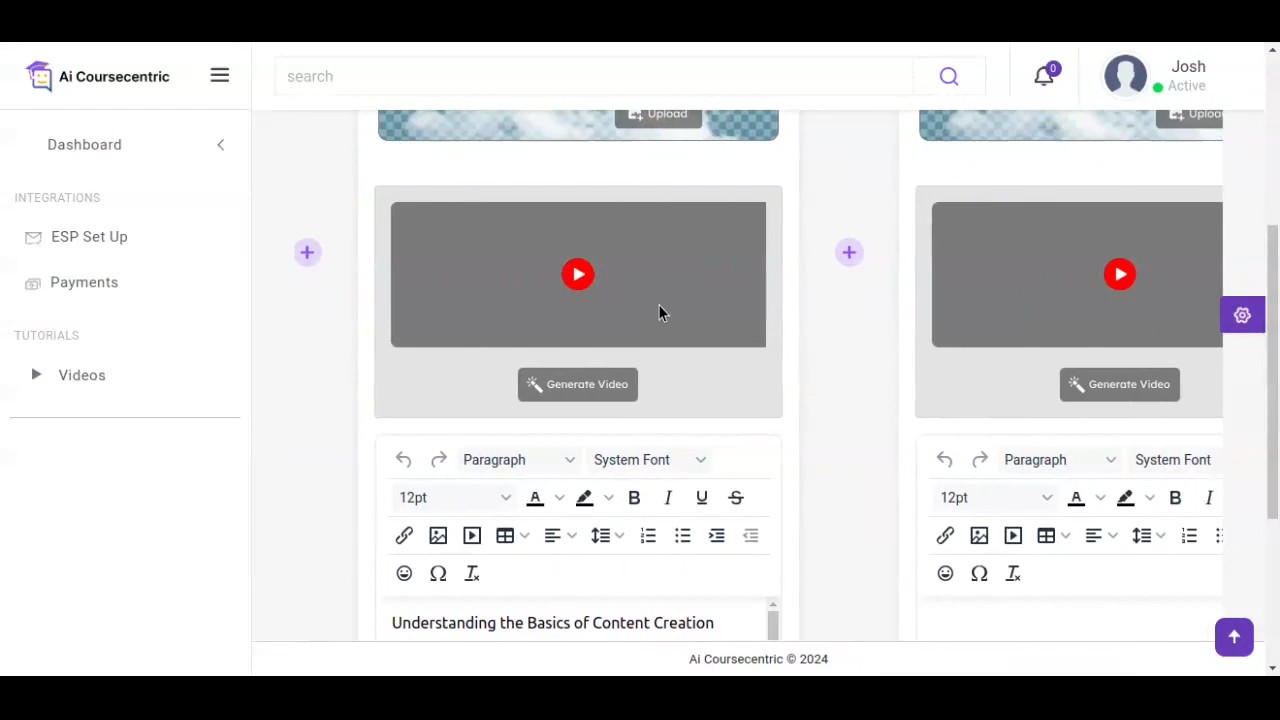 Ai Coursecentric
search
0
Josh
Active
Dashboard
INTEGRATIONS
ESP Set Up
Payments
TUTORIALS
Videos
Upload
Upload
Generate Video
Generate Video
Paragraph
System Font
Paragraph
System Font
12pt
A
B
I
U
S
12pt
A
B
I
Understanding the Basics of Content Creation
Ai Coursecentric © 2024